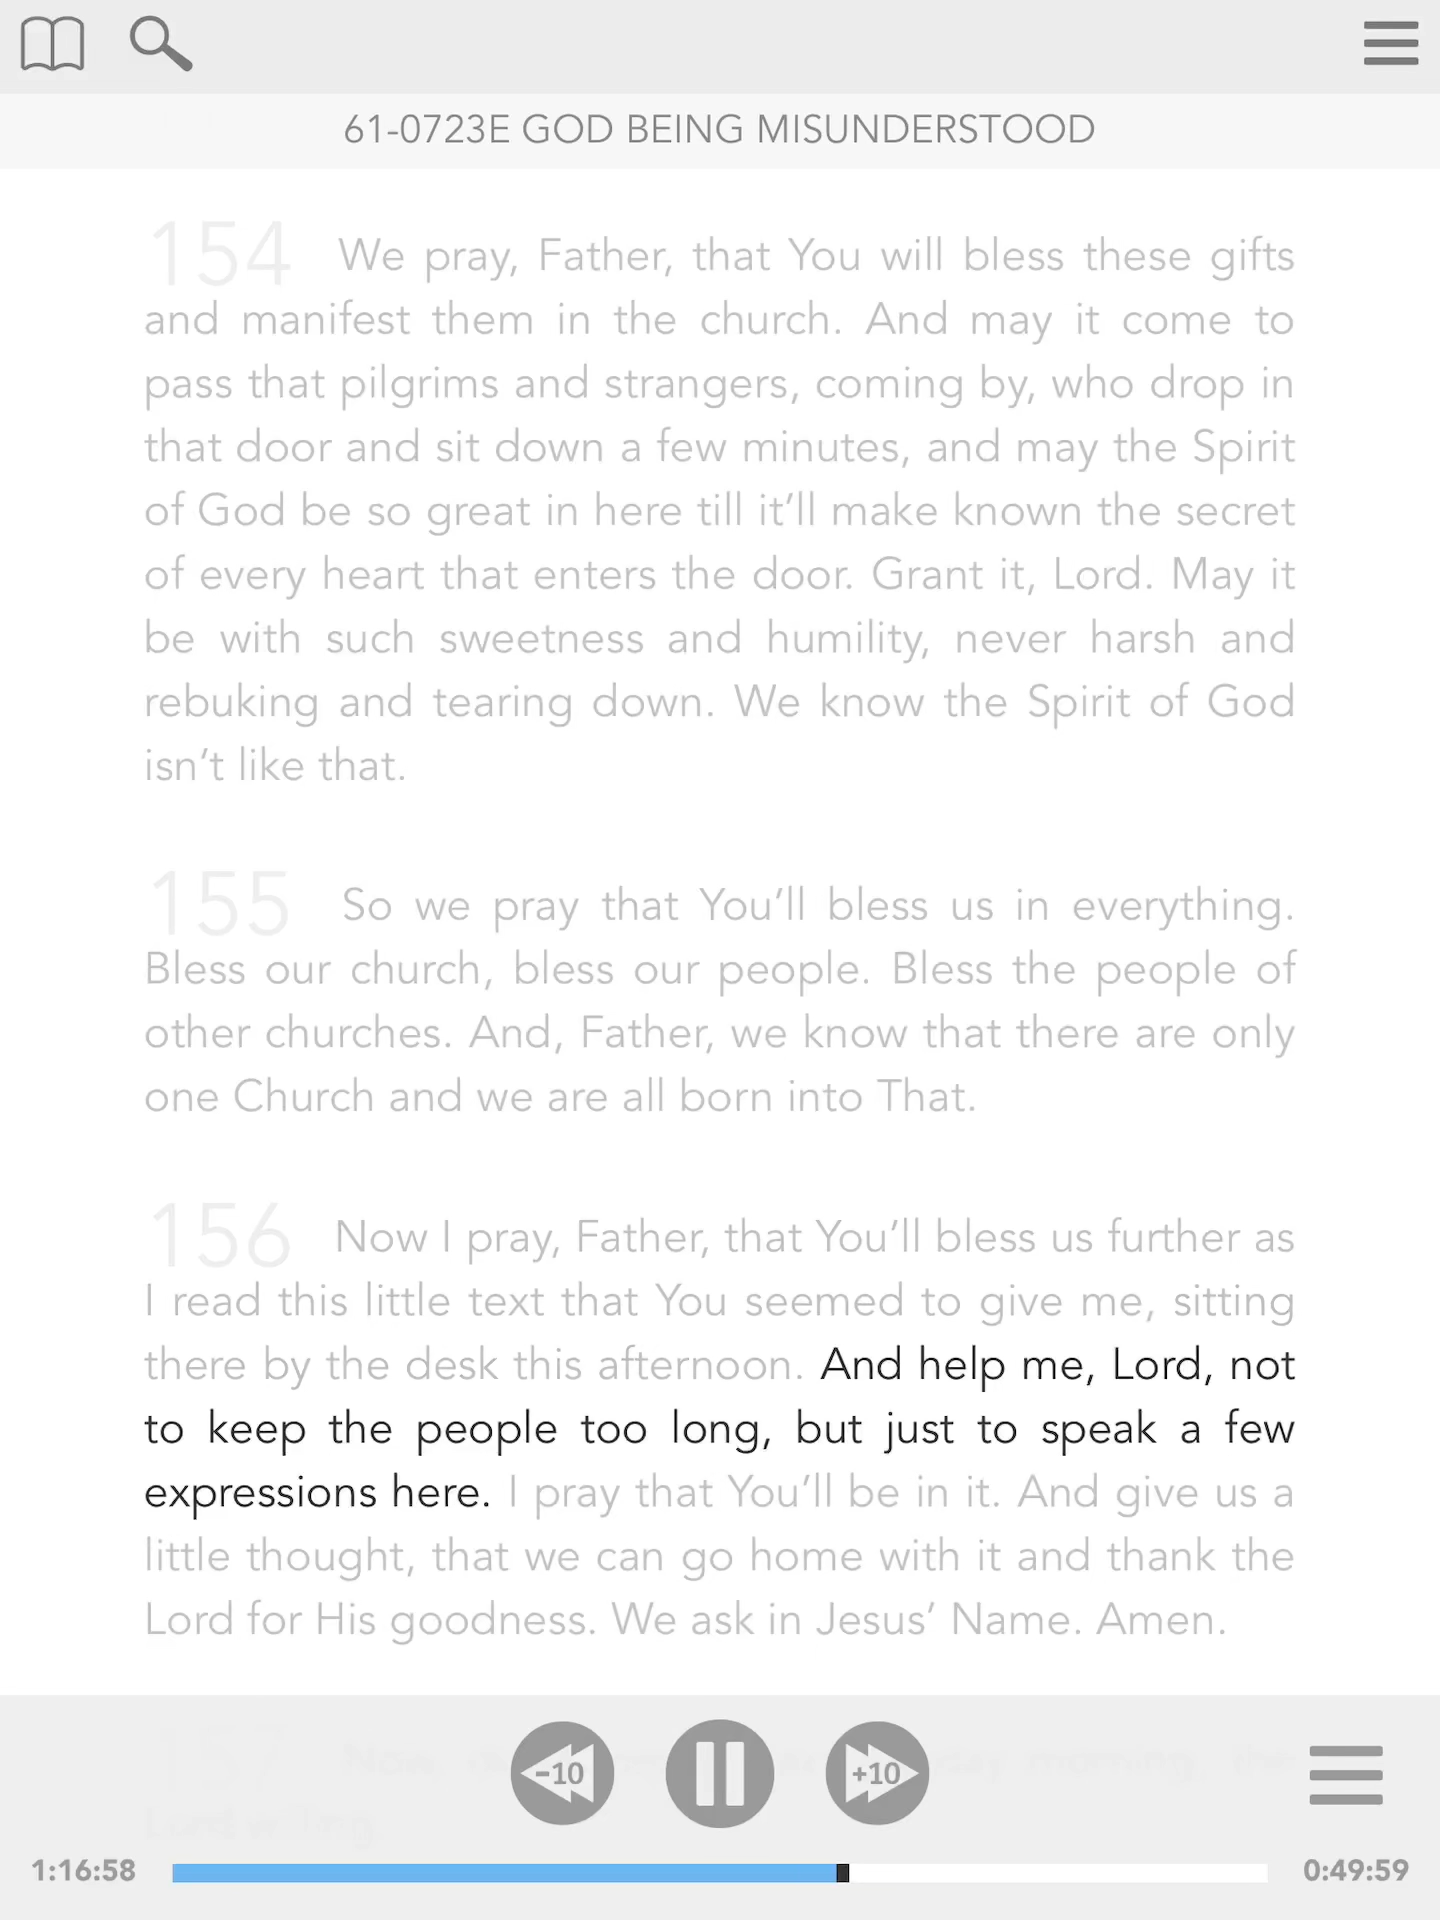 61-0723E GOD BEING MISUNDERSTOOD
154 We pray, Father, that You will bless these gifts
and manifest them in the church. And may it come to
pass that pilgrims and strangers, coming by, who drop in
that door and sit down a few minutes, and may the Spirit
of God be so great in here till it’ll make known the secret
of every heart that enters the door. Grant it, Lord. May it
be with such sweetness and humility, never harsh and
rebuking and tearing down. We know the Spirit of God
isn’t like that.
155 So we pray that You’ll bless us in everything.
Bless our church, bless our people. Bless the people of
other churches. And, Father, we know that there are only
one Church and we are all born into That.
156 Now I pray, Father, that You’ll bless us further as
I read this little text that You seemed to give me, sitting
there by the desk this afternoon. And help me, Lord, not
to keep the people too long, but just to speak a few
expressions here. I pray that You’ll be in it. And give us a
little thought, that we can go home with it and thank the
Lord for His goodness. We ask in Jesus’ Name. Amen.
-10 +10
1:16:58 0:49:59